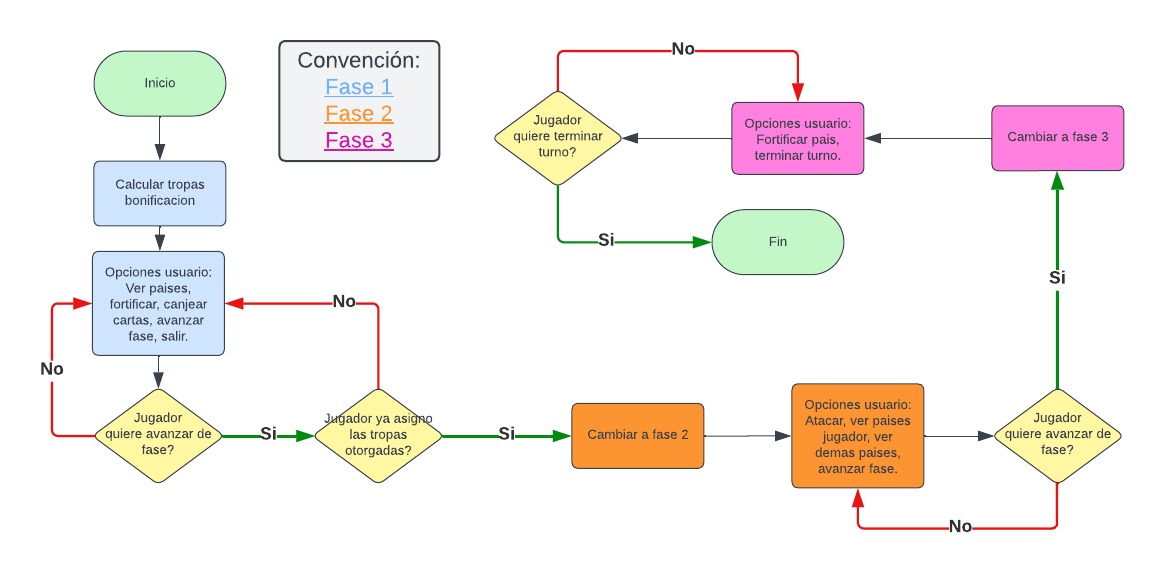 Inicio
Convención:
Fase 1
Fase 2
Fase 3
Calcular tropas
bonificacion
Opciones usuario:
Ver paises,
fortificar, canjear
cartas, avanzar
fase, salir.
No
No
Jugador
quiere avanzar de
fase?
Si
Jugador ya asigno
las tropas
otorgadas?
Si
Cambiar a fase 2
Opciones usuario:
Atacar, ver paises
jugador, ver
demas paises,
avanzar fase.
Jugador
quiere avanzar de
fase?
No
Si
Cambiar a fase 3
Opciones usuario:
Fortificar pais,
terminar turno.
Jugador
quiere terminar
turno?
No
Si
Fin